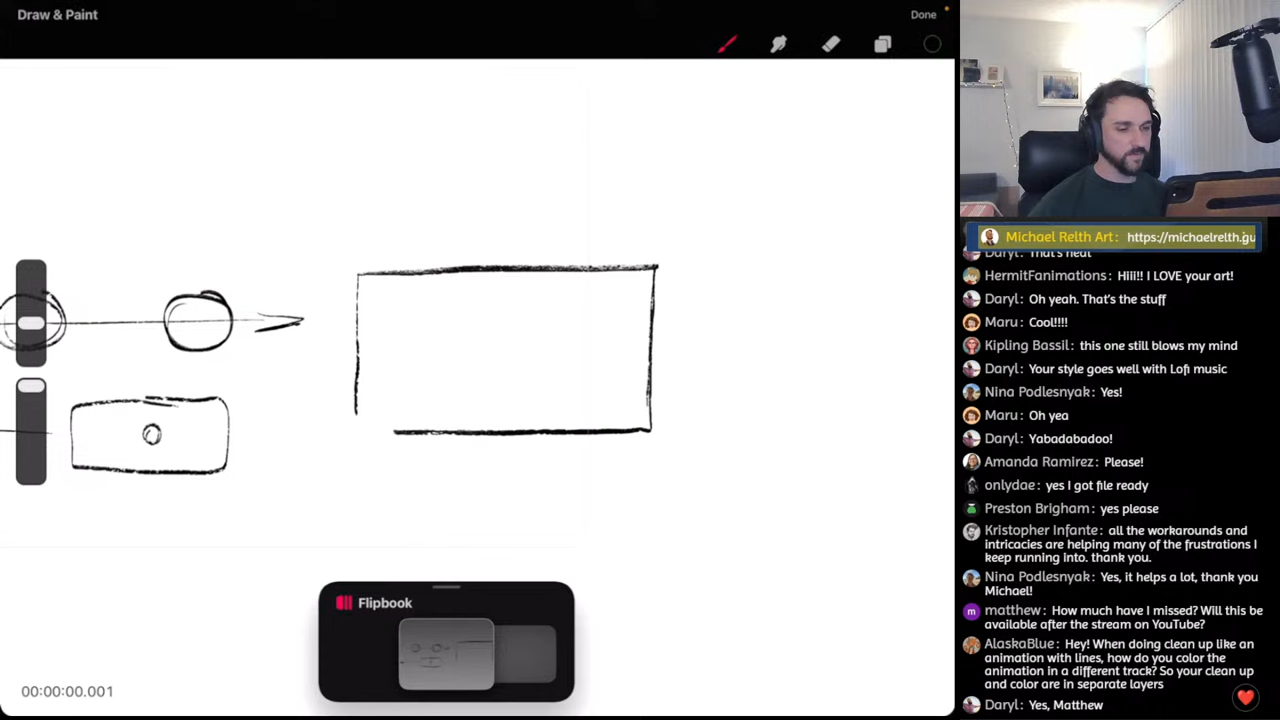 Draw & Paint
Done
Flipbook
00:00:00.001
Michael Relth Art: https://michaelrelth.gu
Daryl: That's neat
HermitFanimations: Hiii!! I LOVE your art!
Daryl: Oh yeah. That's the stuff
Maru: Cool!!!!
Kipling Bassil: this one still blows my mind
Daryl: Your style goes well with Lofi music
Nina Podlesnyak: Yes!
Maru: Oh yea
Daryl: Yabadabadoo!
Amanda Ramirez: Please!
onlydae: yes I got file ready
Preston Brigham: yes please
Kristopher Infante: all the workarounds and
intricacies are helping many of the frustrations I
keep running into. thank you.
Nina Podlesnyak: Yes, it helps a lot, thank you
Michael!
m
matthew: How much have I missed? Will this be
available after the stream on YouTube?
AlaskaBlue: Hey! When doing clean up like an
animation with lines, how do you color the
animation in a different track? So your clean up
and color are in separate layers
Daryl: Yes, Matthew